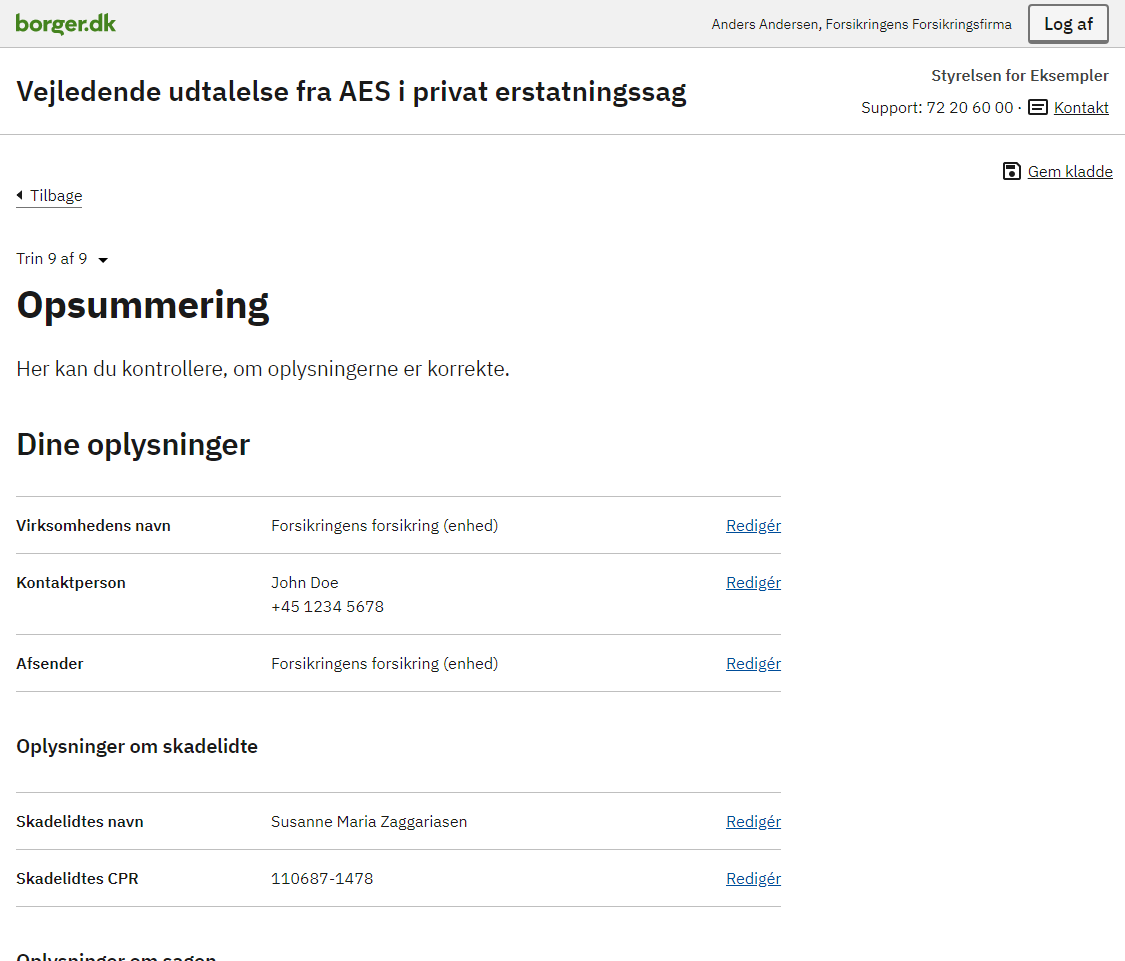 borger.dk
Anders Andersen, Forsikringens Forsikringsfirma
Log af
Vejledende udtalelse fra AES i privat erstatningssag
Styrelsen for Eksempler
Support: 72 20 60 00 · Kontakt
Gem kladde
Tilbage
Trin 9 af 9
Opsummering
Her kan du kontrollere, om oplysningerne er korrekte.
Dine oplysninger
Virksomhedens navn Forsikringens forsikring (enhed) Redigér
Kontaktperson John Doe Redigér
+45 1234 5678
Afsender Forsikringens forsikring (enhed) Redigér
Oplysninger om skadelidte
Skadelidtes navn Susanne Maria Zaggariasen Redigér
Skadelidtes CPR 110687-1478 Redigér
Oplysninger om sagen